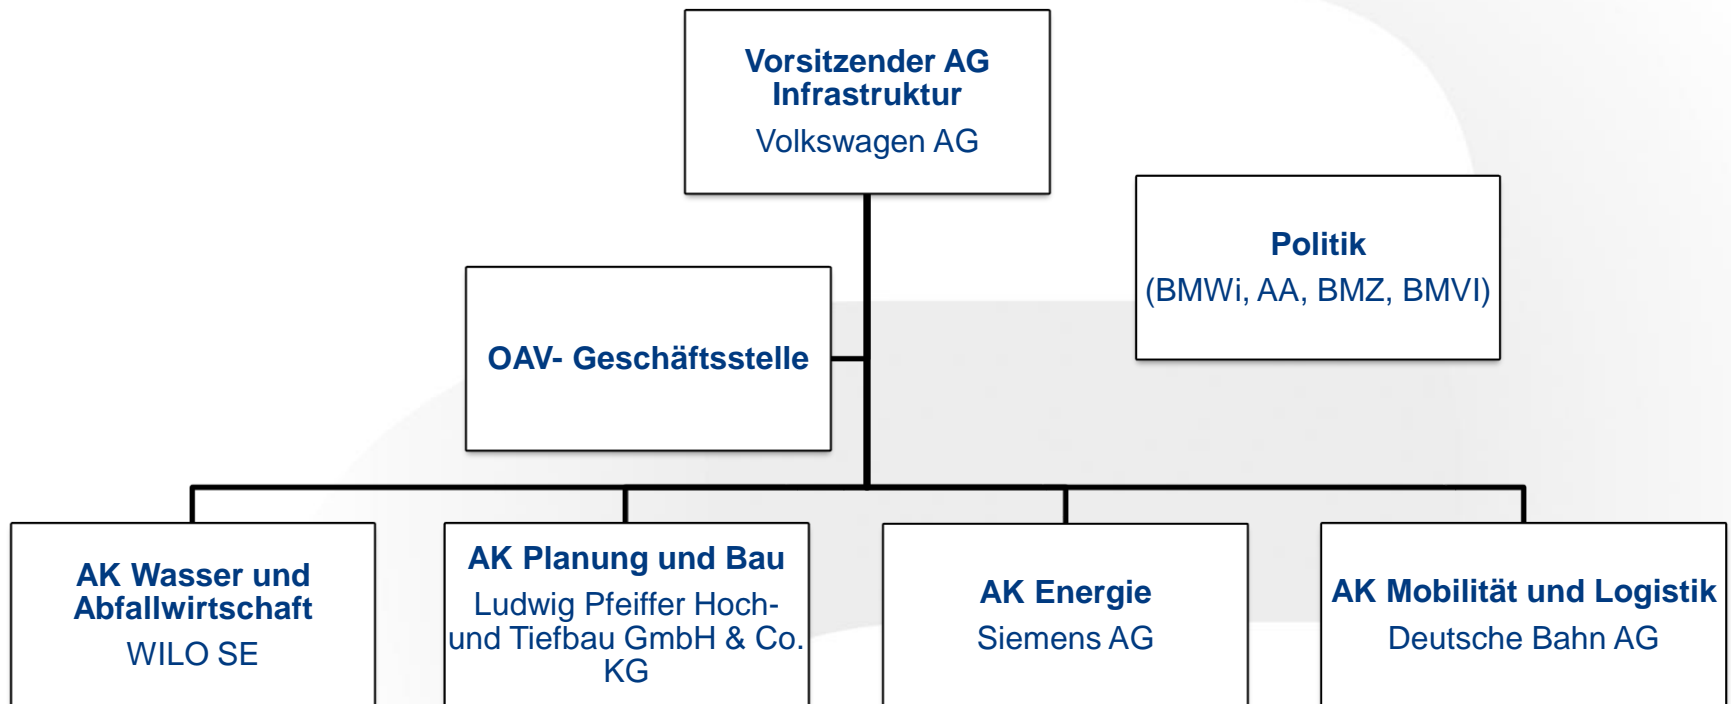 Vorsitzender AG
Infrastruktur
Volkswagen AG
Politik
(BMWi, AA, BMZ, BMVI)
OAV- Geschäftsstelle
AK Wasser und
Abfallwirtschaft
WILO SE
AK Planung und Bau
Ludwig Pfeiffer Hoch-
und Tiefbau GmbH & Co.
KG
AK Energie
Siemens AG
AK Mobilität und Logistik
Deutsche Bahn AG